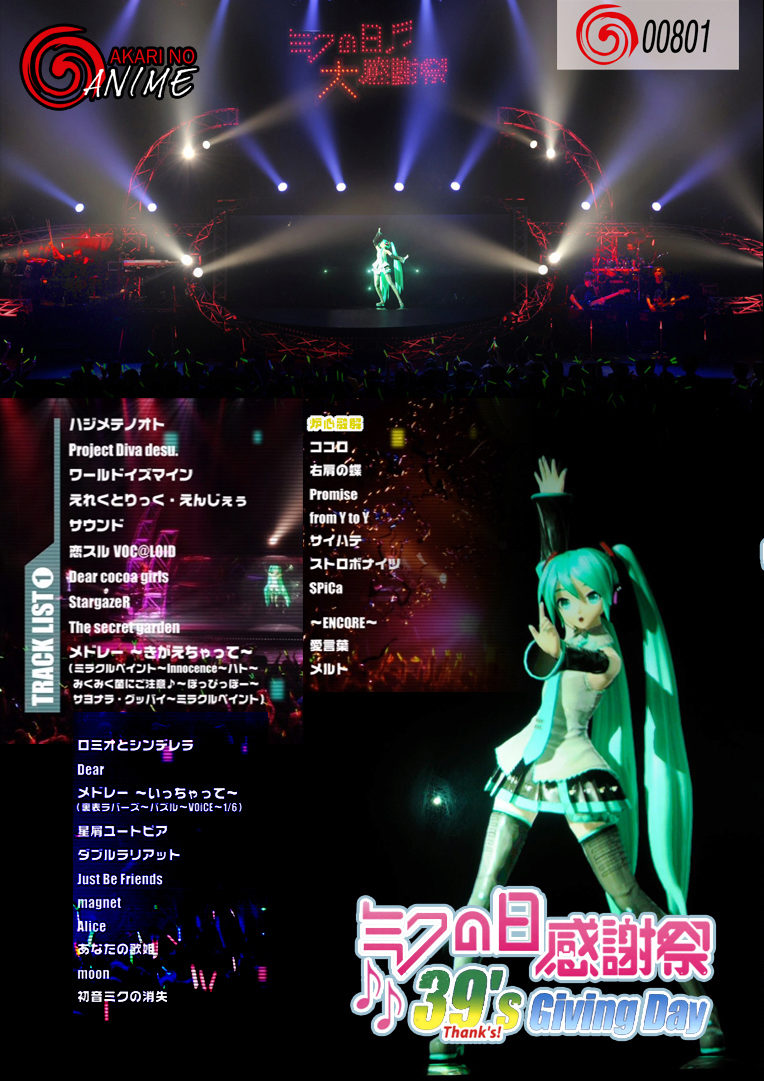 AKARI NO
ANIME
ミクの日
大感謝祭
00801
TRACK LIST 1
ハジメテノオト
Project Diva desu.
ワールドイズマイン
えれくとりっく・えんじぇぅ
サウンド
恋スル VOC@LOID
Dear cocoa girls
StargazeR
The secret garden
メドレー ～きがえちゃって～
(ミラクルペイント～Innocence～ハト～
みくみく菌にご注意♪～ぽっぴっぽー～
サヨナラ・グッバイ～ミラクルペイント)
ロミオとシンデレラ
Dear
メドレー ～いっちゃって～
(裏表ラバーズ～パズル～VOiCE～1/6)
星屑ユートピア
ダブルラリアット
Just Be Friends
magnet
Alice
あなたの歌姫
moon
初音ミクの消失
炉心融解
ココロ
右肩の蝶
Promise
from Y to Y
サイハテ
ストロボナイツ
SPiCa
～ENCORE～
愛言葉
メルト
ミクの日感謝祭
39's Giving Day
Thank's!